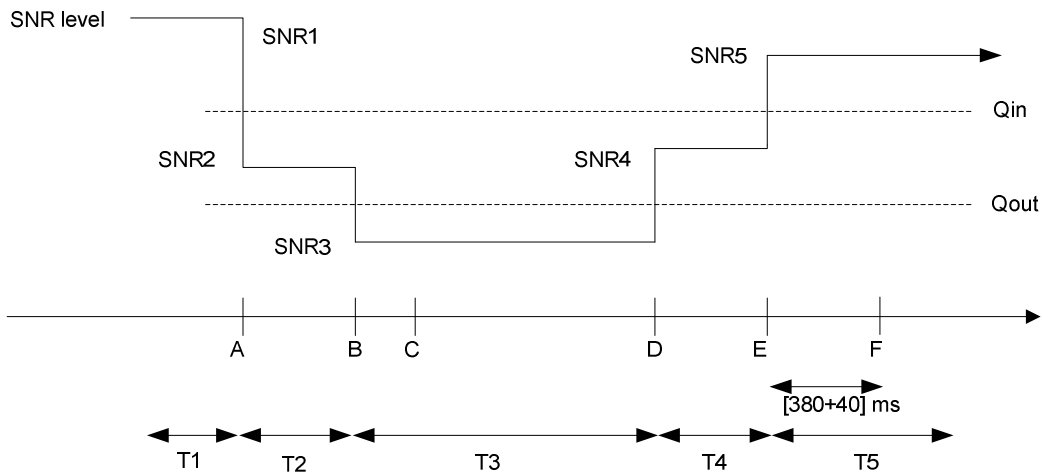 SNR level
SNR1
SNR5
Qin
SNR2
SNR4
Qout
SNR3
A
B
C
D
E
F
[380+40] ms
T1
T2
T3
T4
T5